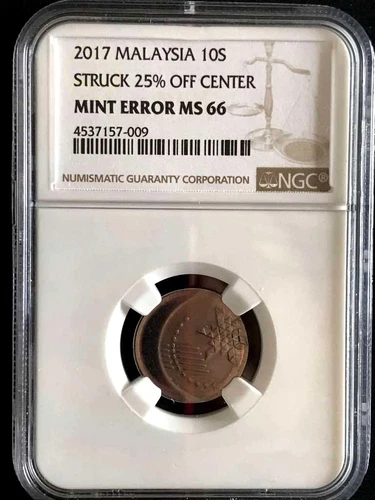 2017 MALAYSIA 10S
STRUCK 25% OFF CENTER
MINT ERROR MS 66
4537157-009
NUMISMATIC GUARANTY CORPORATION
NGC®